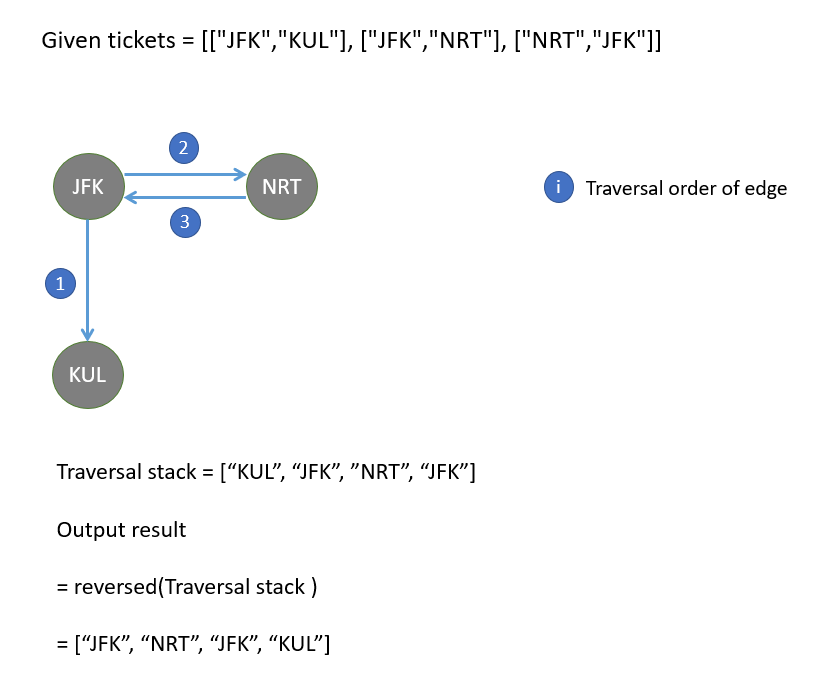 Given tickets = [["JFK","KUL"], ["JFK","NRT"], ["NRT","JFK"]]
2
JFK
NRT
i
Traversal order of edge
3
1
KUL
Traversal stack = [“KUL”, “JFK”, ”NRT”, “JFK”]
Output result
= reversed(Traversal stack )
= [“JFK”, “NRT”, “JFK”, “KUL”]